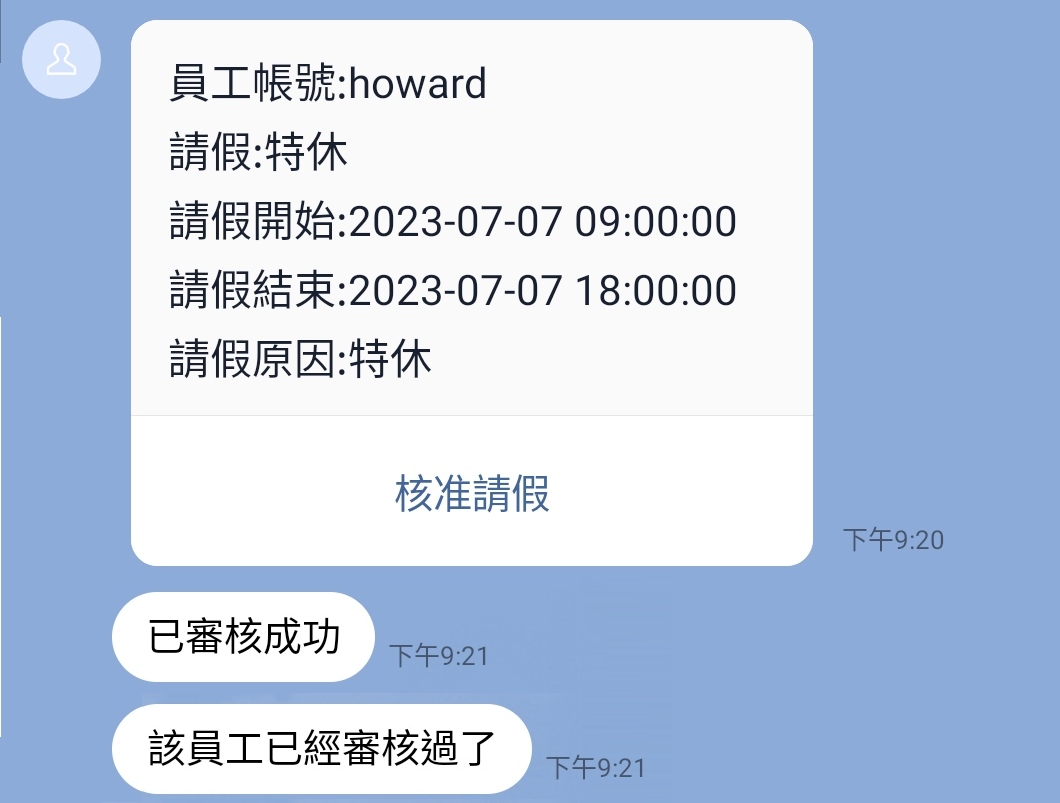 員工帳號:howard
請假:特休
請假開始:2023-07-07 09:00:00
請假結束:2023-07-07 18:00:00
請假原因:特休
核准請假
下午9:20
已審核成功
下午9:21
該員工已經審核過了
下午9:21